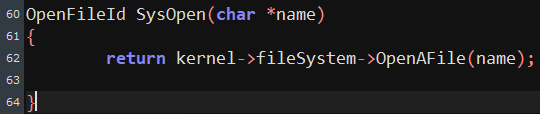 60 OpenFileId SysOpen(char *name)
61 {
62         return kernel->fileSystem->OpenAFile(name);
63
64 }